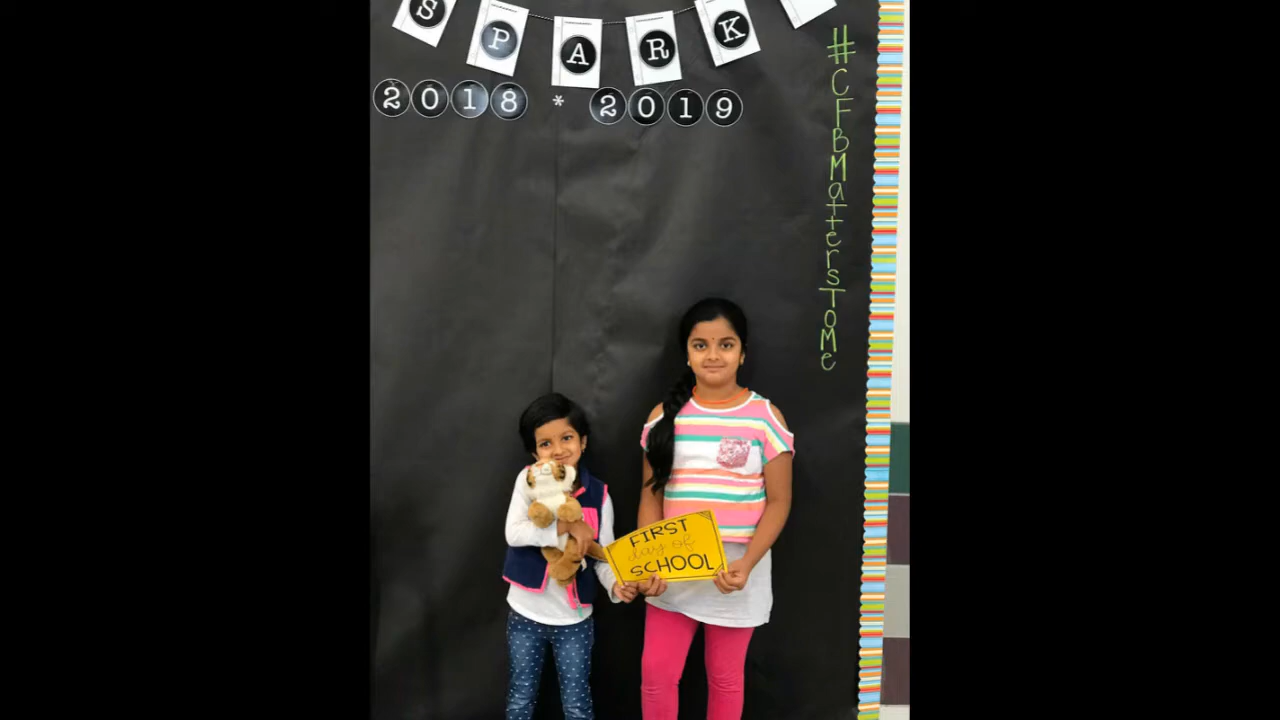 SPARK
2018 * 2019
#CFBMattersToMe
FIRST
day of
SCHOOL